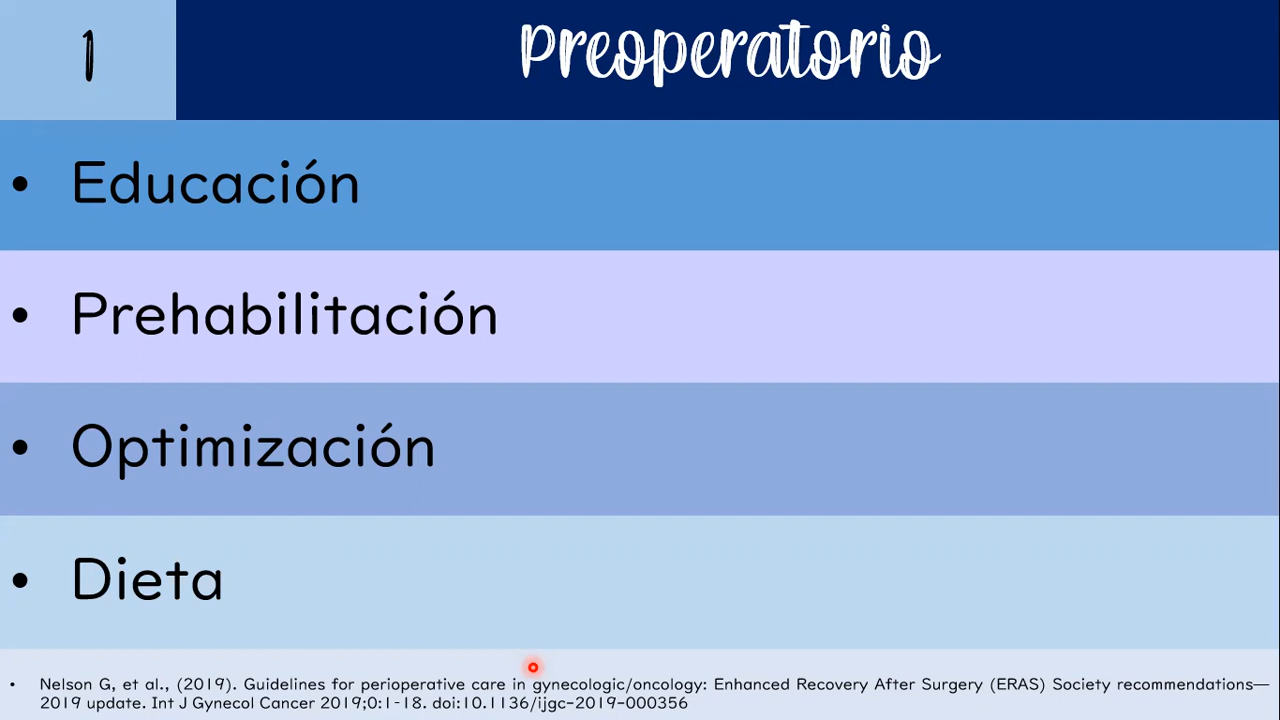 1
Preoperatorio
• Educación
• Prehabilitación
• Optimización
• Dieta
• Nelson G, et al., (2019). Guidelines for perioperative care in gynecologic/oncology: Enhanced Recovery After Surgery (ERAS) Society recommendations—
2019 update. Int J Gynecol Cancer 2019;0:1-18. doi:10.1136/ijgc-2019-000356